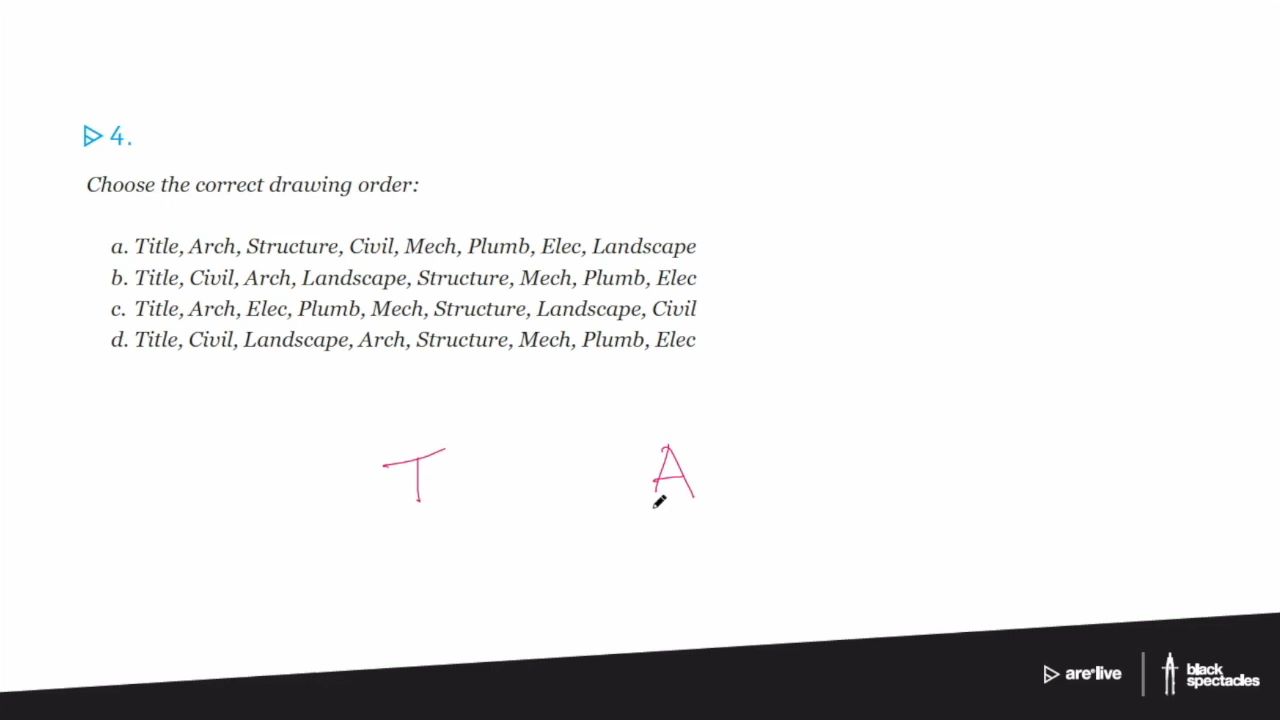 4.
Choose the correct drawing order:
a. Title, Arch, Structure, Civil, Mech, Plumb, Elec, Landscape
b. Title, Civil, Arch, Landscape, Structure, Mech, Plumb, Elec
c. Title, Arch, Elec, Plumb, Mech, Structure, Landscape, Civil
d. Title, Civil, Landscape, Arch, Structure, Mech, Plumb, Elec
T A
are live
black
spectacles